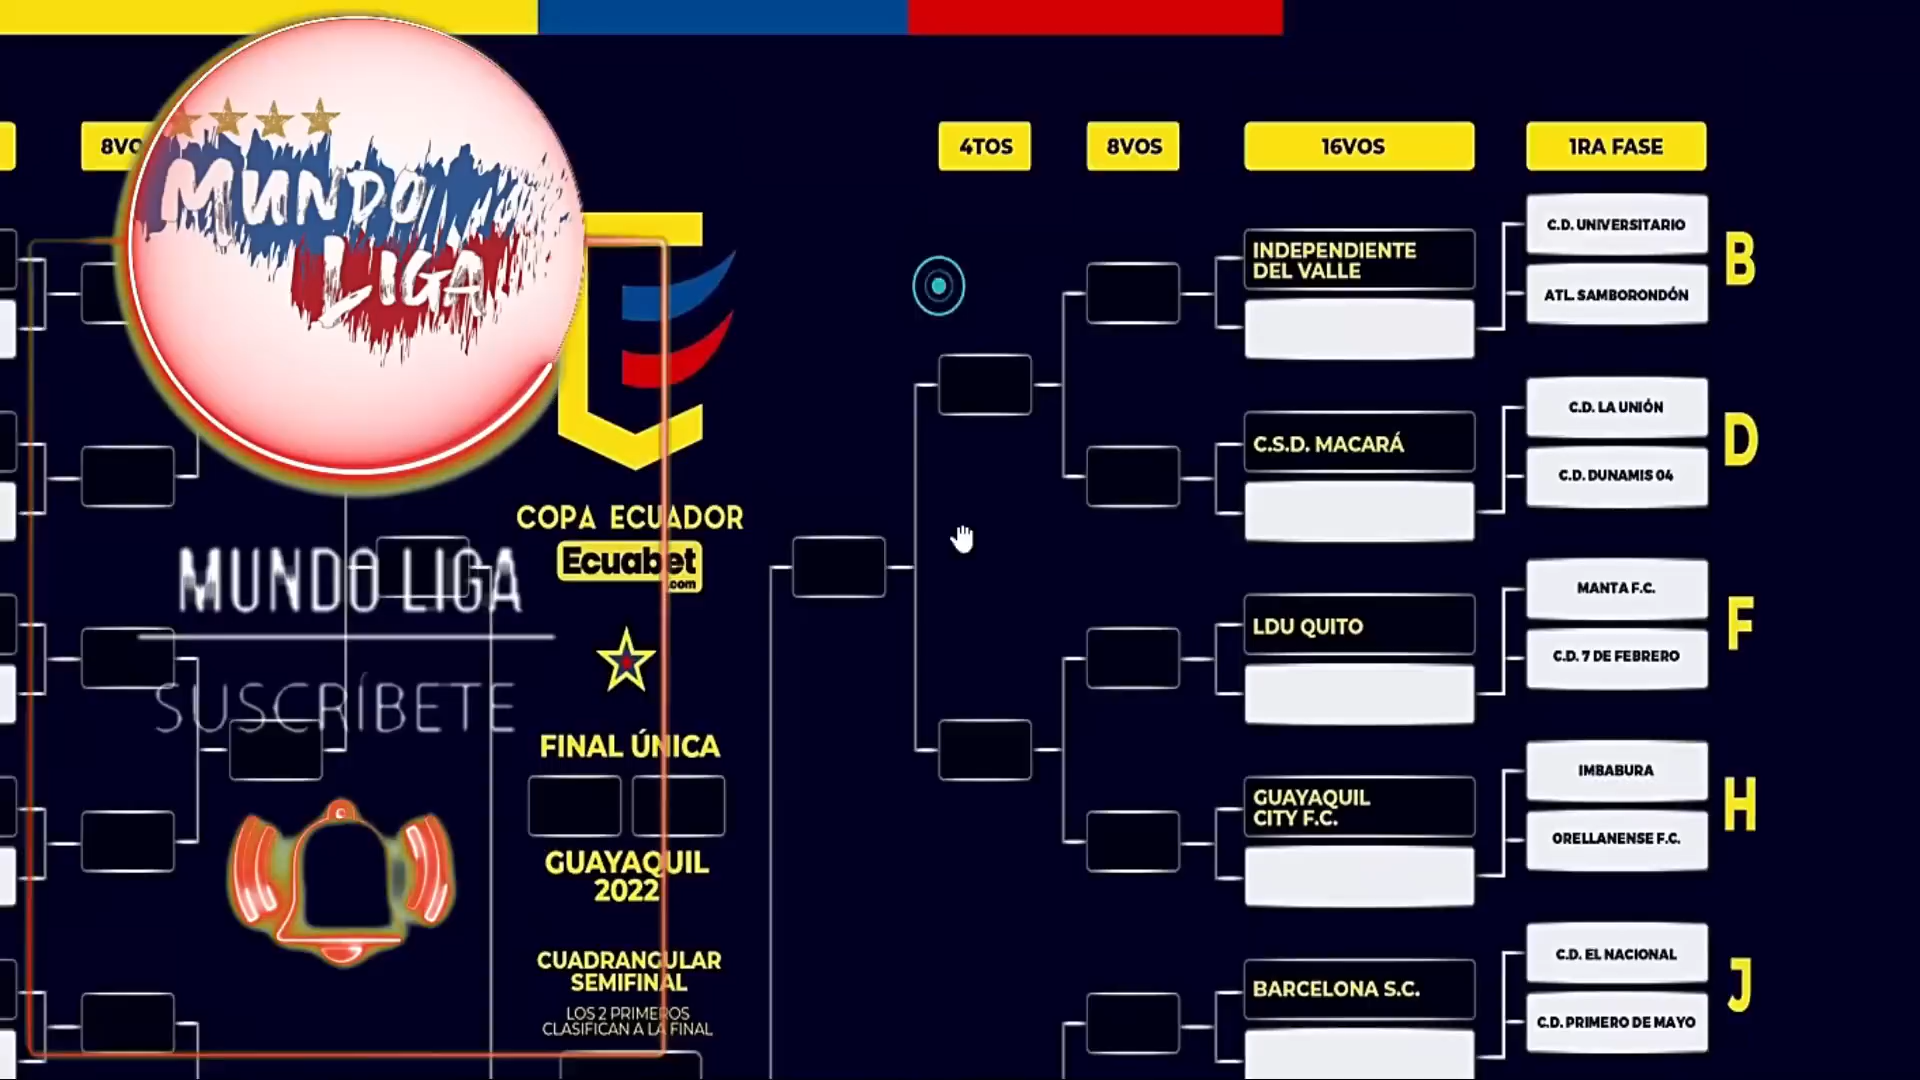 8VO
4TOS
8VOS
16VOS
1RA FASE
MUNDO
LIGA
COPA ECUADOR
Ecuabet
.com
MUNDO LIGA
SUSCRÍBETE
FINAL ÚNICA
GUAYAQUIL
2022
CUADRANGULAR
SEMIFINAL
LOS 2 PRIMEROS
CLASIFICAN A LA FINAL
INDEPENDIENTE
DEL VALLE
C.D. UNIVERSITARIO
ATL. SAMBORONDÓN
B
C.S.D. MACARÁ
C.D. LA UNIÓN
C.D. DUNAMIS 04
D
LDU QUITO
MANTA F.C.
C.D. 7 DE FEBRERO
F
GUAYAQUIL
CITY F.C.
IMBABURA
ORELLANENSE F.C.
H
BARCELONA S.C.
C.D. EL NACIONAL
C.D. PRIMERO DE MAYO
J